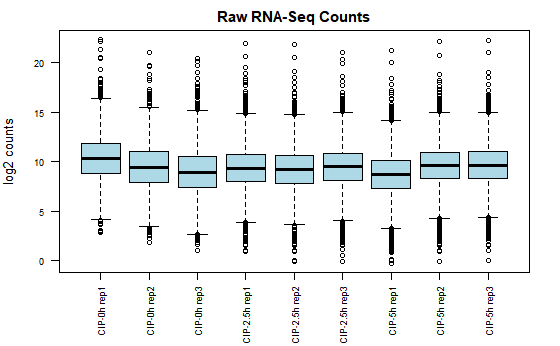 Raw RNA-Seq Counts
log2 counts
20
15
10
5
0
CIP-0h rep1
CIP-0h rep2
CIP-0h rep3
CIP-2.5h rep1
CIP-2.5h rep2
CIP-2.5h rep3
CIP-5h rep1
CIP-5h rep2
CIP-5h rep3